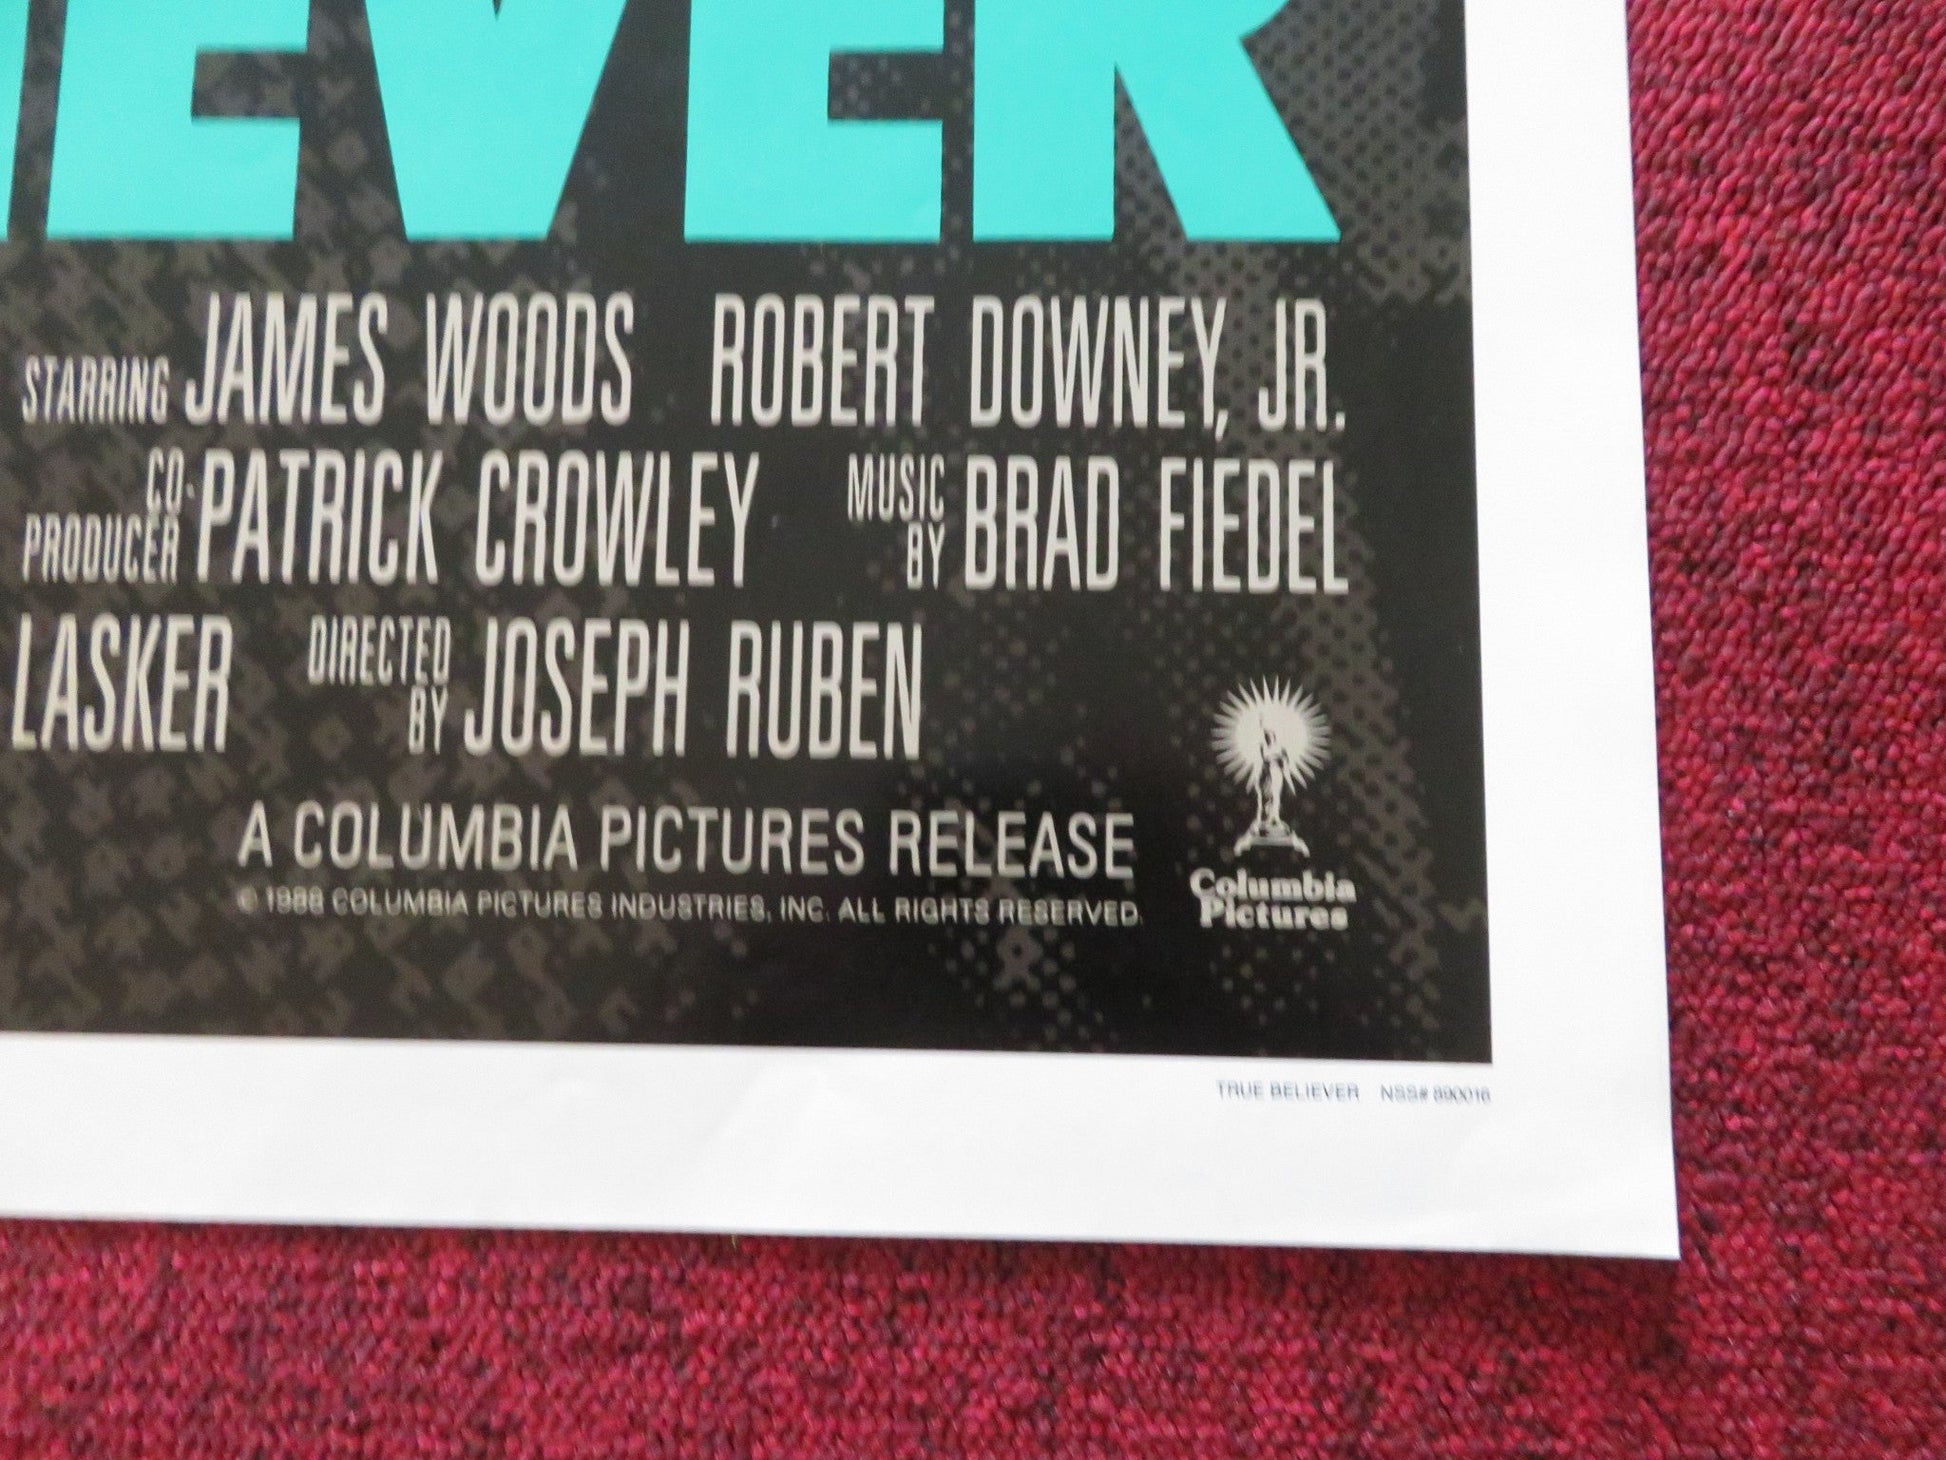 IEVER
STARRING JAMES WOODS ROBERT DOWNEY, JR.
CO-PRODUCER PATRICK CROWLEY MUSIC BY BRAD FIEDEL
LASKER DIRECTED BY JOSEPH RUBEN
A COLUMBIA PICTURES RELEASE
© 1988 COLUMBIA PICTURES INDUSTRIES, INC. ALL RIGHTS RESERVED.
Columbia
Pictures
TRUE BELIEVER NSS# 890016